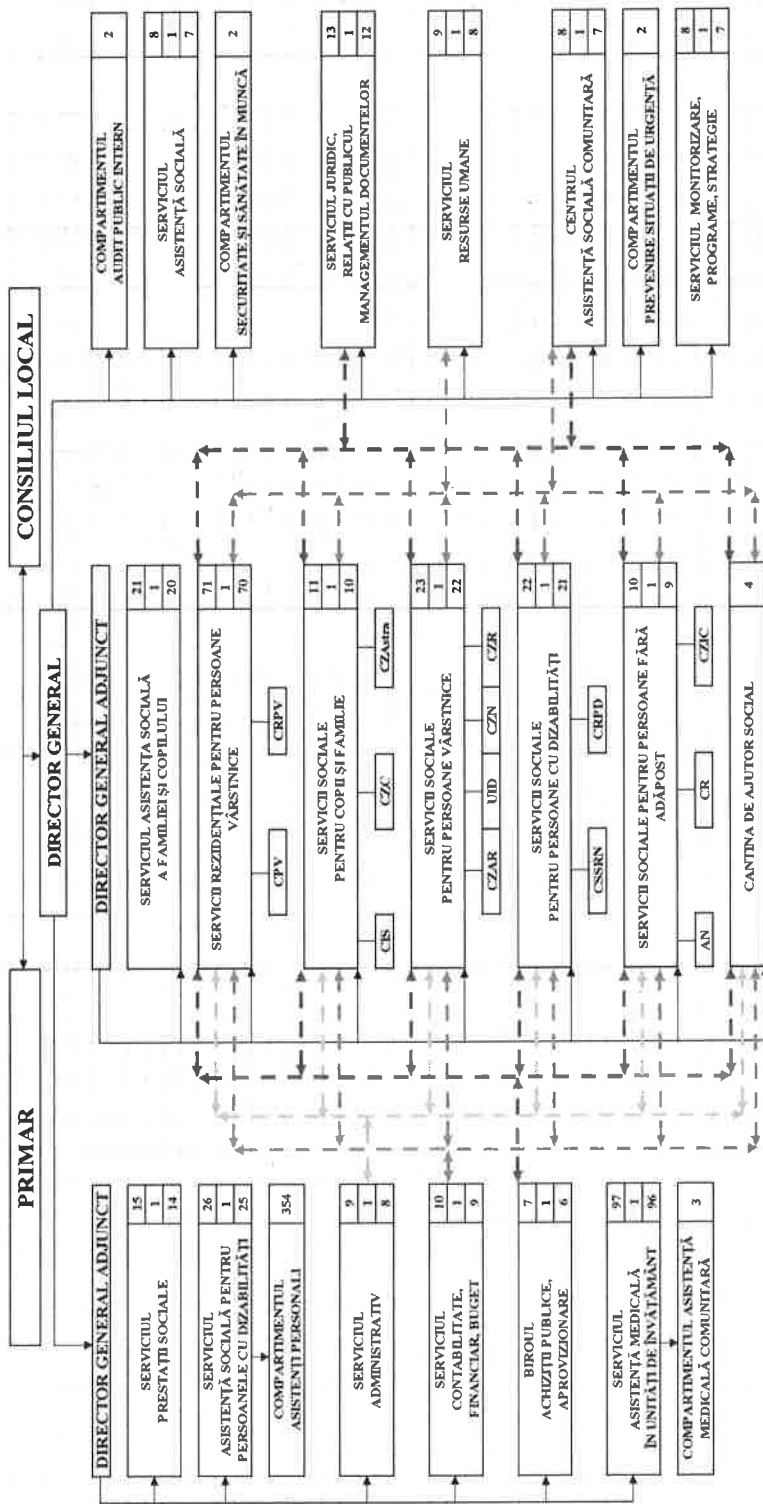 PRIMAR
CONSILIUL LOCAL
DIRECTOR GENERAL
DIRECTOR GENERAL ADJUNCT
SERVICIUL
PRESTAȚII SOCIALE
15
1
14
SERVICIUL
ASISTENȚĂ SOCIALĂ PENTRU
PERSOANELE CU DIZABILITĂȚI
26
1
25
COMPARTIMENTUL
ASISTENȚI PERSONALI
354
SERVICIUL
ADMINISTRATIV
9
1
8
SERVICIUL
CONTABILITATE,
FINANCIAR, BUGET
10
1
9
BIROUL
ACHIZIȚII PUBLICE,
APROVIZIONARE
7
1
6
SERVICIUL
ASISTENȚĂ MEDICALĂ
ÎN UNITĂȚI DE ÎNVĂȚĂMÂNT
97
1
96
COMPARTIMENTUL ASISTENȚĂ
MEDICALĂ COMUNITARĂ
3
DIRECTOR GENERAL ADJUNCT
SERVICIUL ASISTENȚA SOCIALĂ
A FAMILIEI ȘI COPILULUI
21
1
20
SERVICII REZIDENȚIALE PENTRU PERSOANE
VÂRSTNICE
71
1
70
CPV
CRPV
SERVICII SOCIALE
PENTRU COPII ȘI FAMILIE
11
1
10
CIS
CZC
CZAstra
SERVICII SOCIALE
PENTRU PERSOANE VÂRSTNICE
23
1
22
CZAR
UID
CZN
CZR
SERVICII SOCIALE
PENTRU PERSOANE CU DIZABILITĂȚI
22
1
21
CSSRN
CRPD
SERVICII SOCIALE PENTRU PERSOANE FĂRĂ
ADĂPOST
10
1
9
AN
CR
CZIC
CANTINA DE AJUTOR SOCIAL
4
COMPARTIMENTUL
AUDIT PUBLIC INTERN
2
SERVICIUL
ASISTENȚĂ SOCIALĂ
8
1
7
COMPARTIMENTUL
SECURITATE ȘI SĂNĂTATE ÎN MUNCĂ
2
SERVICIUL JURIDIC,
RELAȚII CU PUBLICUL
MANAGEMENTUL DOCUMENTELOR
13
1
12
SERVICIUL
RESURSE UMANE
9
1
8
CENTRUL
ASISTENȚĂ SOCIALĂ COMUNITARĂ
8
1
7
COMPARTIMENTUL
PREVENIRE SITUAȚII DE URGENȚĂ
2
SERVICIUL MONITORIZARE,
PROGRAME, STRATEGIE
8
1
7